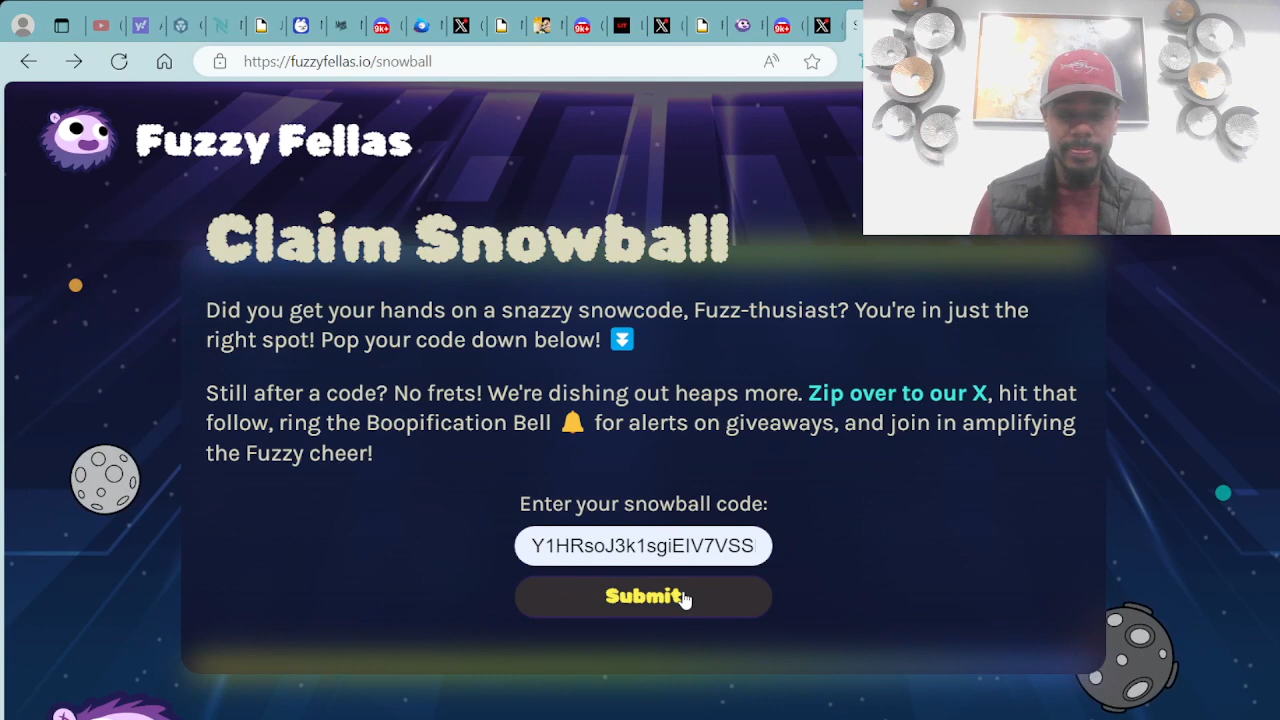 https://fuzzyfellas.io/snowball
Fuzzy Fellas
Claim Snowball
Did you get your hands on a snazzy snowcode, Fuzz-thusiast? You're in just the
right spot! Pop your code down below!
Still after a code? No frets! We're dishing out heaps more. Zip over to our X, hit that
follow, ring the Boopification Bell 🔔 for alerts on giveaways, and join in amplifying
the Fuzzy cheer!
Enter your snowball code:
Y1HRsoJ3k1sgiEIV7VSS
Submit